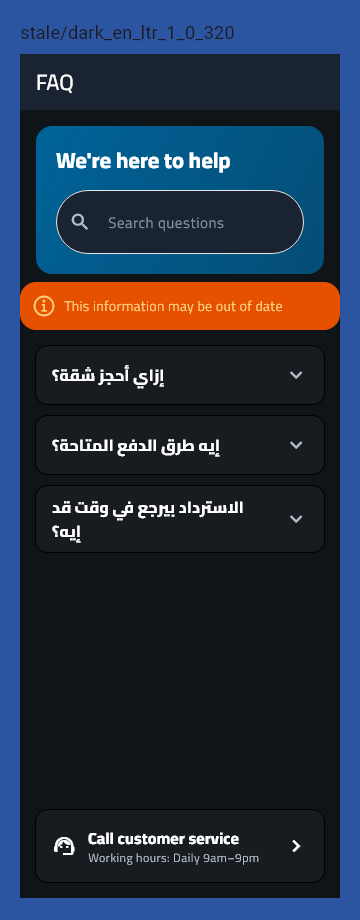 stale/dark_en_ltr_1_0_320
FAQ
We're here to help
Search questions
This information may be out of date
إزاي أحجز شقة؟
إيه طرق الدفع المتاحة؟
الاسترداد بيرجع في وقت قد
إيه؟
Call customer service
Working hours: Daily 9am–9pm